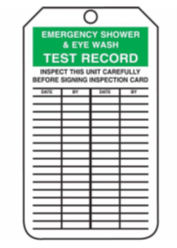 EMERGENCY SHOWER
& EYE WASH
TEST RECORD
INSPECT THIS UNIT CAREFULLY
BEFORE SIGNING INSPECTION CARD
DATE BY DATE BY